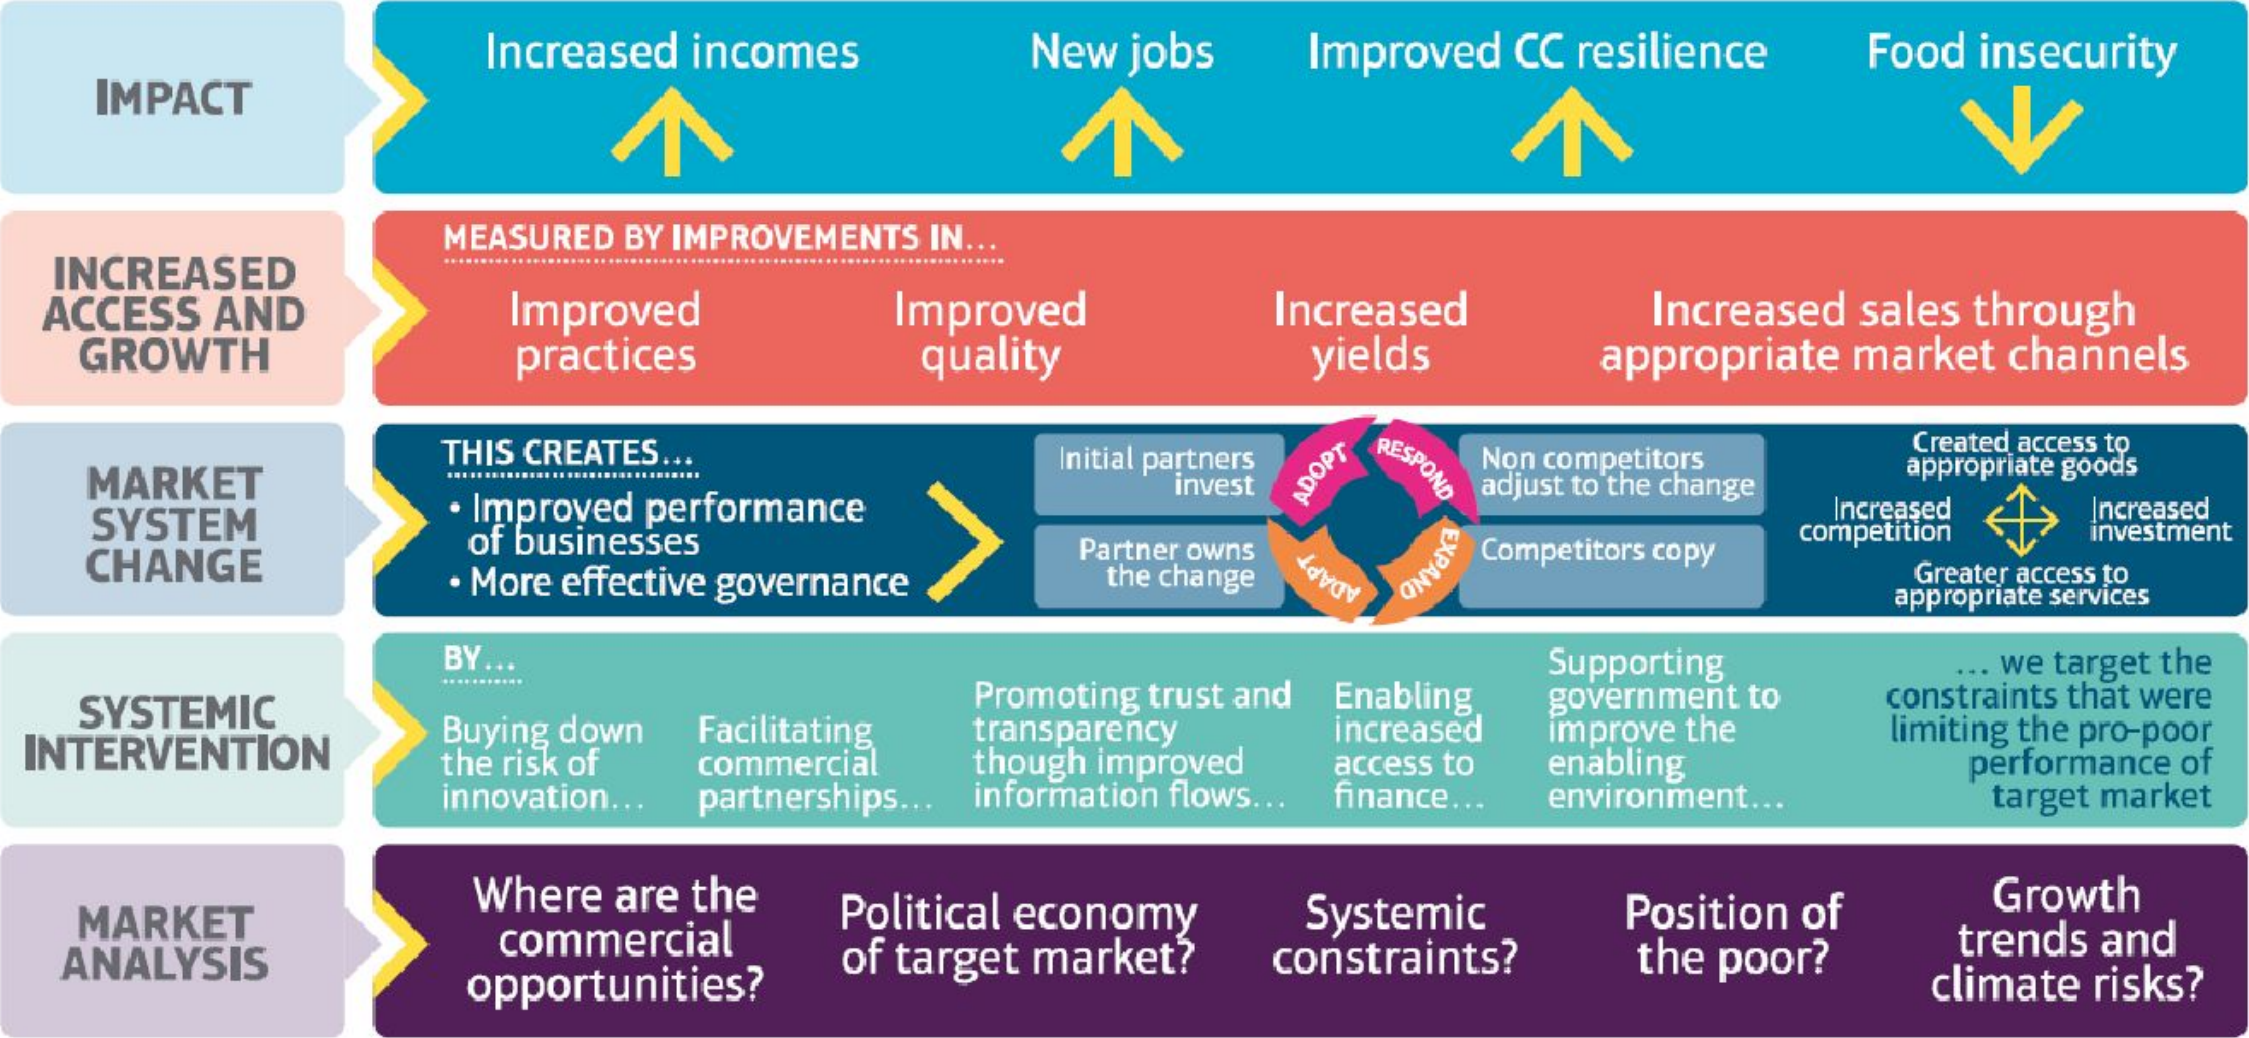 IMPACT
Increased incomes
New jobs
Improved CC resilience
Food insecurity
INCREASED
ACCESS AND
GROWTH
MEASURED BY IMPROVEMENTS IN...
Improved
practices
Improved
quality
Increased
yields
Increased sales through
appropriate market channels
MARKET
SYSTEM
CHANGE
THIS CREATES...
• Improved performance
of businesses
• More effective governance
Initial partners
invest
Partner owns
the change
ADOPT
RESPOND
ADAPT
EXPAND
Non competitors
adjust to the change
Competitors copy
Created access to
appropriate goods
Increased
competition
Increased
investment
Greater access to
appropriate services
SYSTEMIC
INTERVENTION
BY...
Buying down
the risk of
innovation...
Facilitating
commercial
partnerships...
Promoting trust and
transparency
though improved
information flows...
Enabling
increased
access to
finance...
Supporting
government to
improve the
enabling
environment...
... we target the
constraints that were
limiting the pro-poor
performance of
target market
MARKET
ANALYSIS
Where are the
commercial
opportunities?
Political economy
of target market?
Systemic
constraints?
Position of
the poor?
Growth
trends and
climate risks?